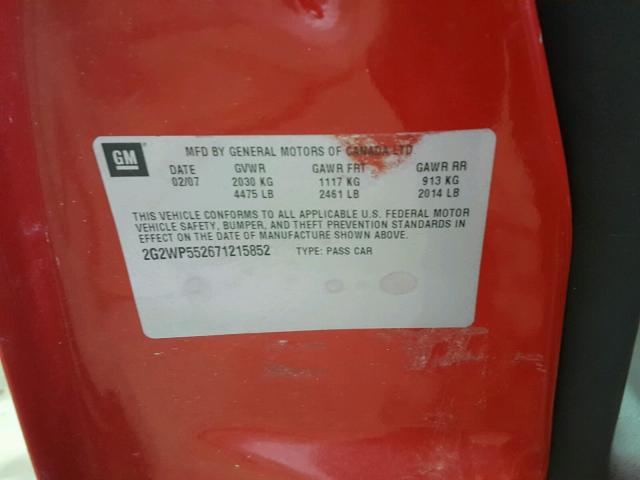 GM
MFD BY GENERAL MOTORS OF CANADA LTD
DATE GVWR GAWR FRT GAWR RR
02/07 2030 KG 1117 KG 913 KG
4475 LB 2461 LB 2014 LB
THIS VEHICLE CONFORMS TO ALL APPLICABLE U.S. FEDERAL MOTOR
VEHICLE SAFETY, BUMPER, AND THEFT PREVENTION STANDARDS IN
EFFECT ON THE DATE OF MANUFACTURE SHOWN ABOVE.
2G2WP552671215852 TYPE: PASS CAR